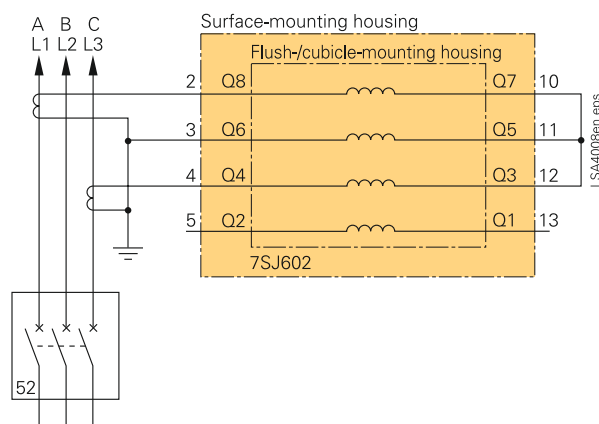 Surface-mounting housing
A B C
L1 L2 L3
Flush-/cubicle-mounting housing
2 Q8 Q7 10
3 Q6 Q5 11
4 Q4 Q3 12
5 Q2 Q1 13
7SJ602
52
LSA4008en.eps